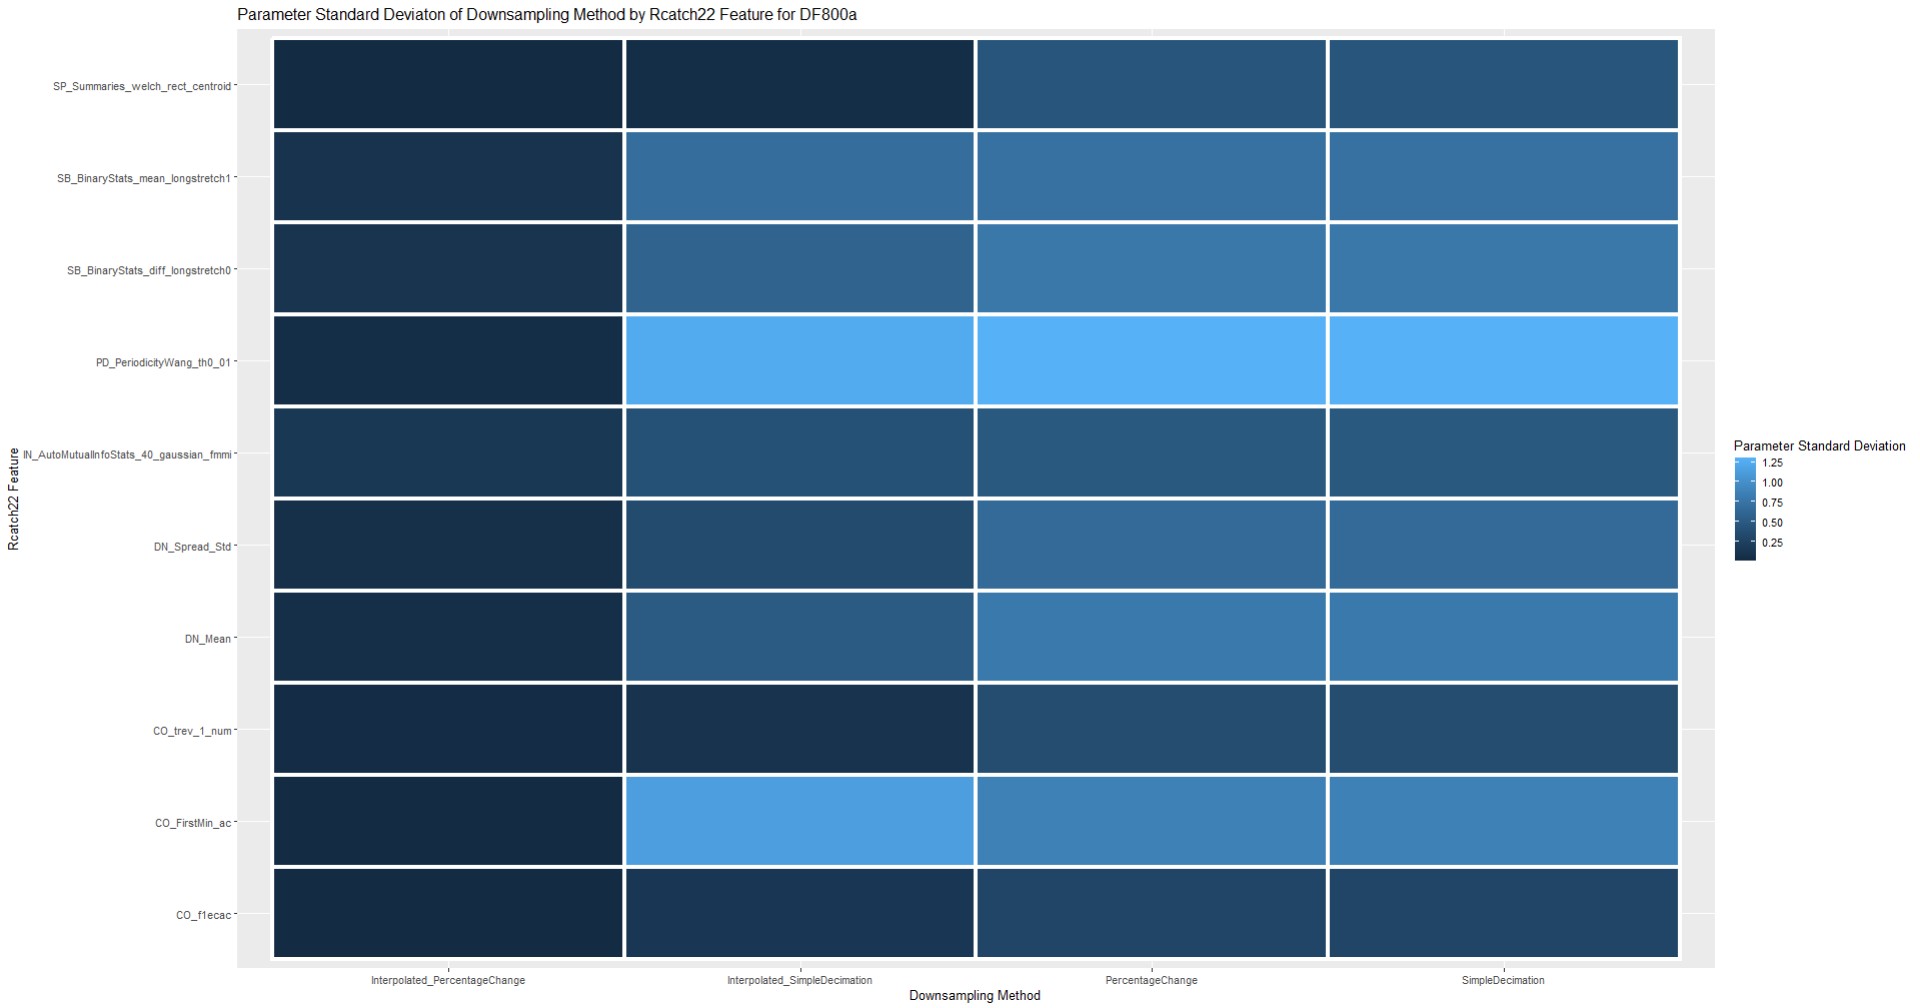 Parameter Standard Deviaton of Downsampling Method by Rcatch22 Feature for DF800a
Rcatch22 Feature
SP_Summaries_welch_rect_centroid
SB_BinaryStats_mean_longstretch1
SB_BinaryStats_diff_longstretch0
PD_PeriodicityWang_th0_01
IN_AutoMutualInfoStats_40_gaussian_fmmi
DN_Spread_Std
DN_Mean
CO_trev_1_num
CO_FirstMin_ac
CO_f1ecac
Interpolated_PercentageChange
Interpolated_SimpleDecimation
PercentageChange
SimpleDecimation
Downsampling Method
Parameter Standard Deviation
1.25
1.00
0.75
0.50
0.25